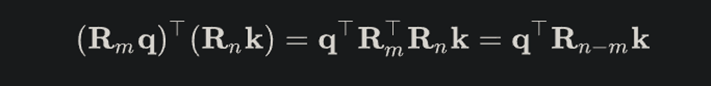 (R_m q)^⊤ (R_n k) = q^⊤ R_m^⊤ R_n k = q^⊤ R_{n−m} k